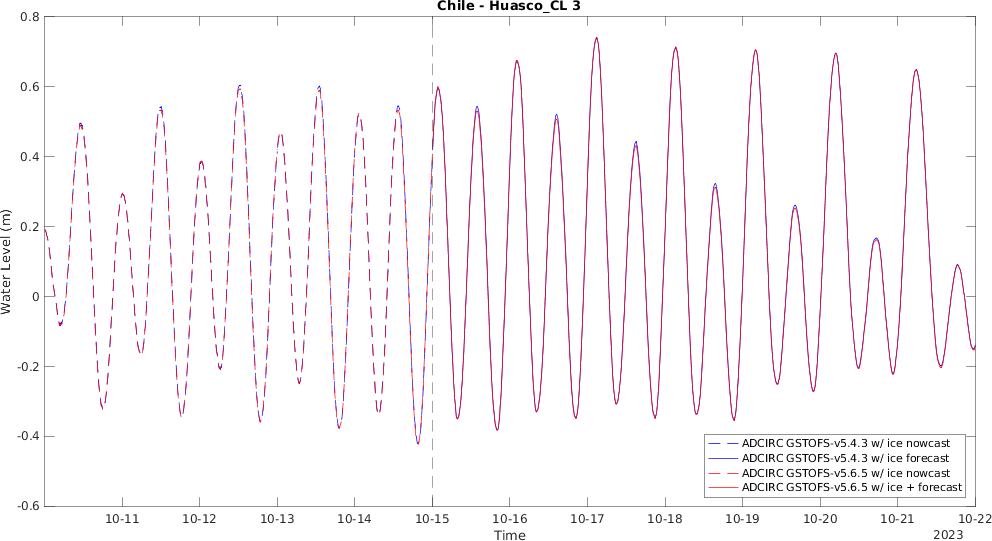 Chile - Huasco_CL 3
Water Level (m)
0.8
0.6
0.4
0.2
0
-0.2
-0.4
-0.6
ADCIRC GSTOFS-v5.4.3 w/ ice nowcast
ADCIRC GSTOFS-v5.4.3 w/ ice forecast
ADCIRC GSTOFS-v5.6.5 w/ ice nowcast
ADCIRC GSTOFS-v5.6.5 w/ ice + forecast
10-11 10-12 10-13 10-14 10-15 10-16 10-17 10-18 10-19 10-20 10-21 10-22
Time
2023